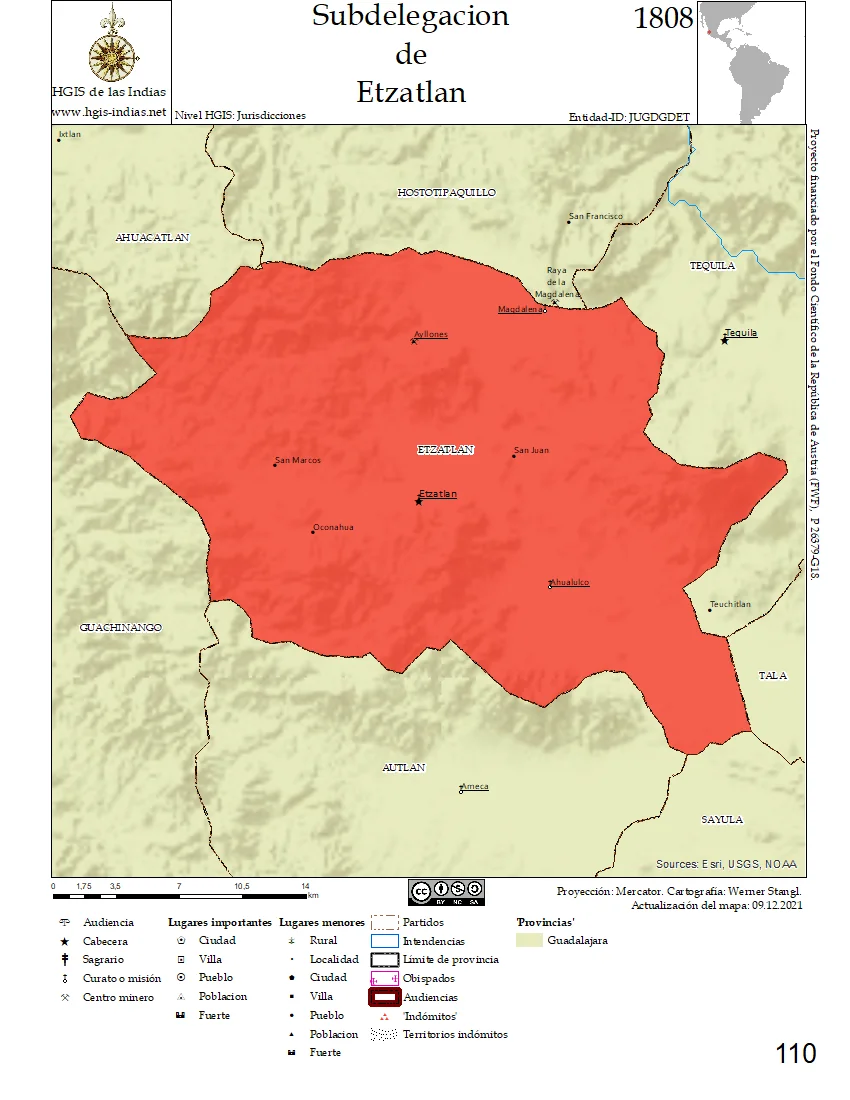 Subdelegacion
de
Etzatlan
1808
HGIS de las Indias
www.hgis-indias.net
Nivel HGIS: Jurisdicciones
Entidad-ID: JUGDGDET
Ixtlan
HOSTOTIPAQUILLO
San Francisco
AHUACATLAN
TEQUILA
Raya
de la
Magdalena
Magdalena
Ayllones
Tequila
ETZATLAN
San Juan
San Marcos
Etzatlan
Oconahua
Ahualulco
Teuchitlan
GUACHINANGO
TALA
AUTLAN
Ameca
SAYULA
Sources: Esri, USGS, NOAA
Proyecto financiado por el Fondo Científico de la República de Austria (FWF), P 26379-G18.
0 1,75 3,5 7 10,5 14
km
cc
BY NC SA
Proyección: Mercator. Cartografía: Werner Stangl.
Actualización del mapa: 09.12.2021
Audiencia
Cabecera
Sagrario
Curato o misión
Centro minero
Lugares importantes
Ciudad
Villa
Pueblo
Poblacion
Fuerte
Lugares menores
Rural
Localidad
Ciudad
Villa
Pueblo
Poblacion
Fuerte
Partidos
Intendencias
Límite de provincia
Obispados
Audiencias
'Indómitos'
Territorios indómitos
'Provincias'
Guadalajara
110